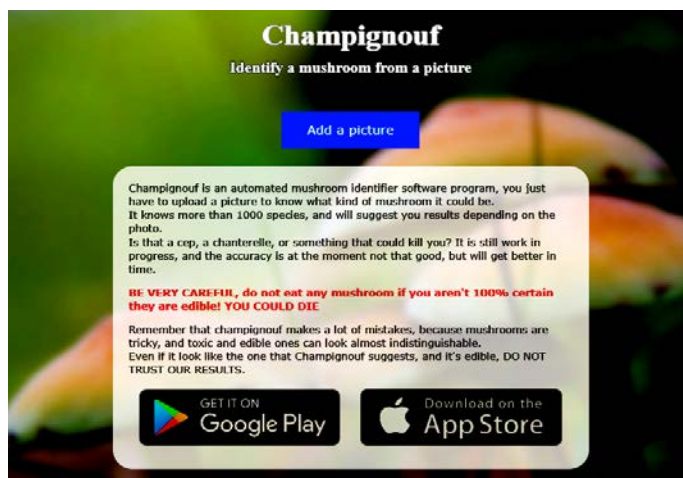 Champignouf
Identify a mushroom from a picture
Add a picture
Champignouf is an automated mushroom identifier software program, you just
have to upload a picture to know what kind of mushroom it could be.
It knows more than 1000 species, and will suggest you results depending on the
photo.
Is that a cep, a chanterelle, or something that could kill you? It is still work in
progress, and the accuracy is at the moment not that good, but will get better in
time.
BE VERY CAREFUL, do not eat any mushroom if you aren't 100% certain
they are edible! YOU COULD DIE
Remember that champignouf makes a lot of mistakes, because mushrooms are
tricky, and toxic and edible ones can look almost indistinguishable.
Even if it look like the one that Champignouf suggests, and it's edible, DO NOT
TRUST OUR RESULTS.
GET IT ON
Google Play
Download on the
App Store